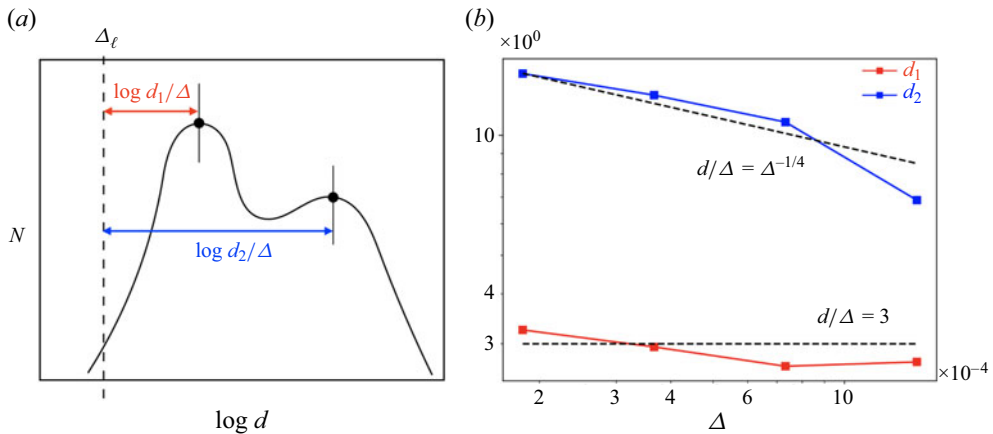 (a)
Δℓ
log d1/Δ
log d2/Δ
N
log d
(b)
×10^0
d1
d2
10
d/Δ = Δ^−1/4
4
d/Δ = 3
3
×10^−4
2 3 4 6 10
Δ